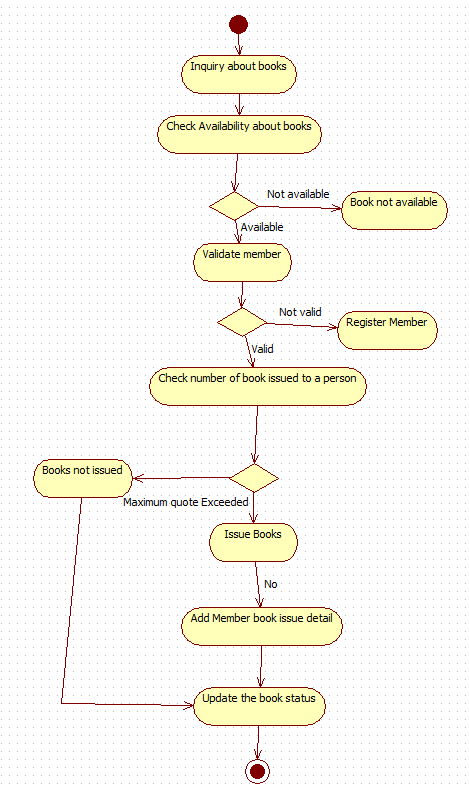 Inquiry about books
Check Availability about books
Not available
Book not available
Available
Validate member
Not valid
Register Member
Valid
Check number of book issued to a person
Books not issued
Maximum quote Exceeded
Issue Books
No
Add Member book issue detail
Update the book status